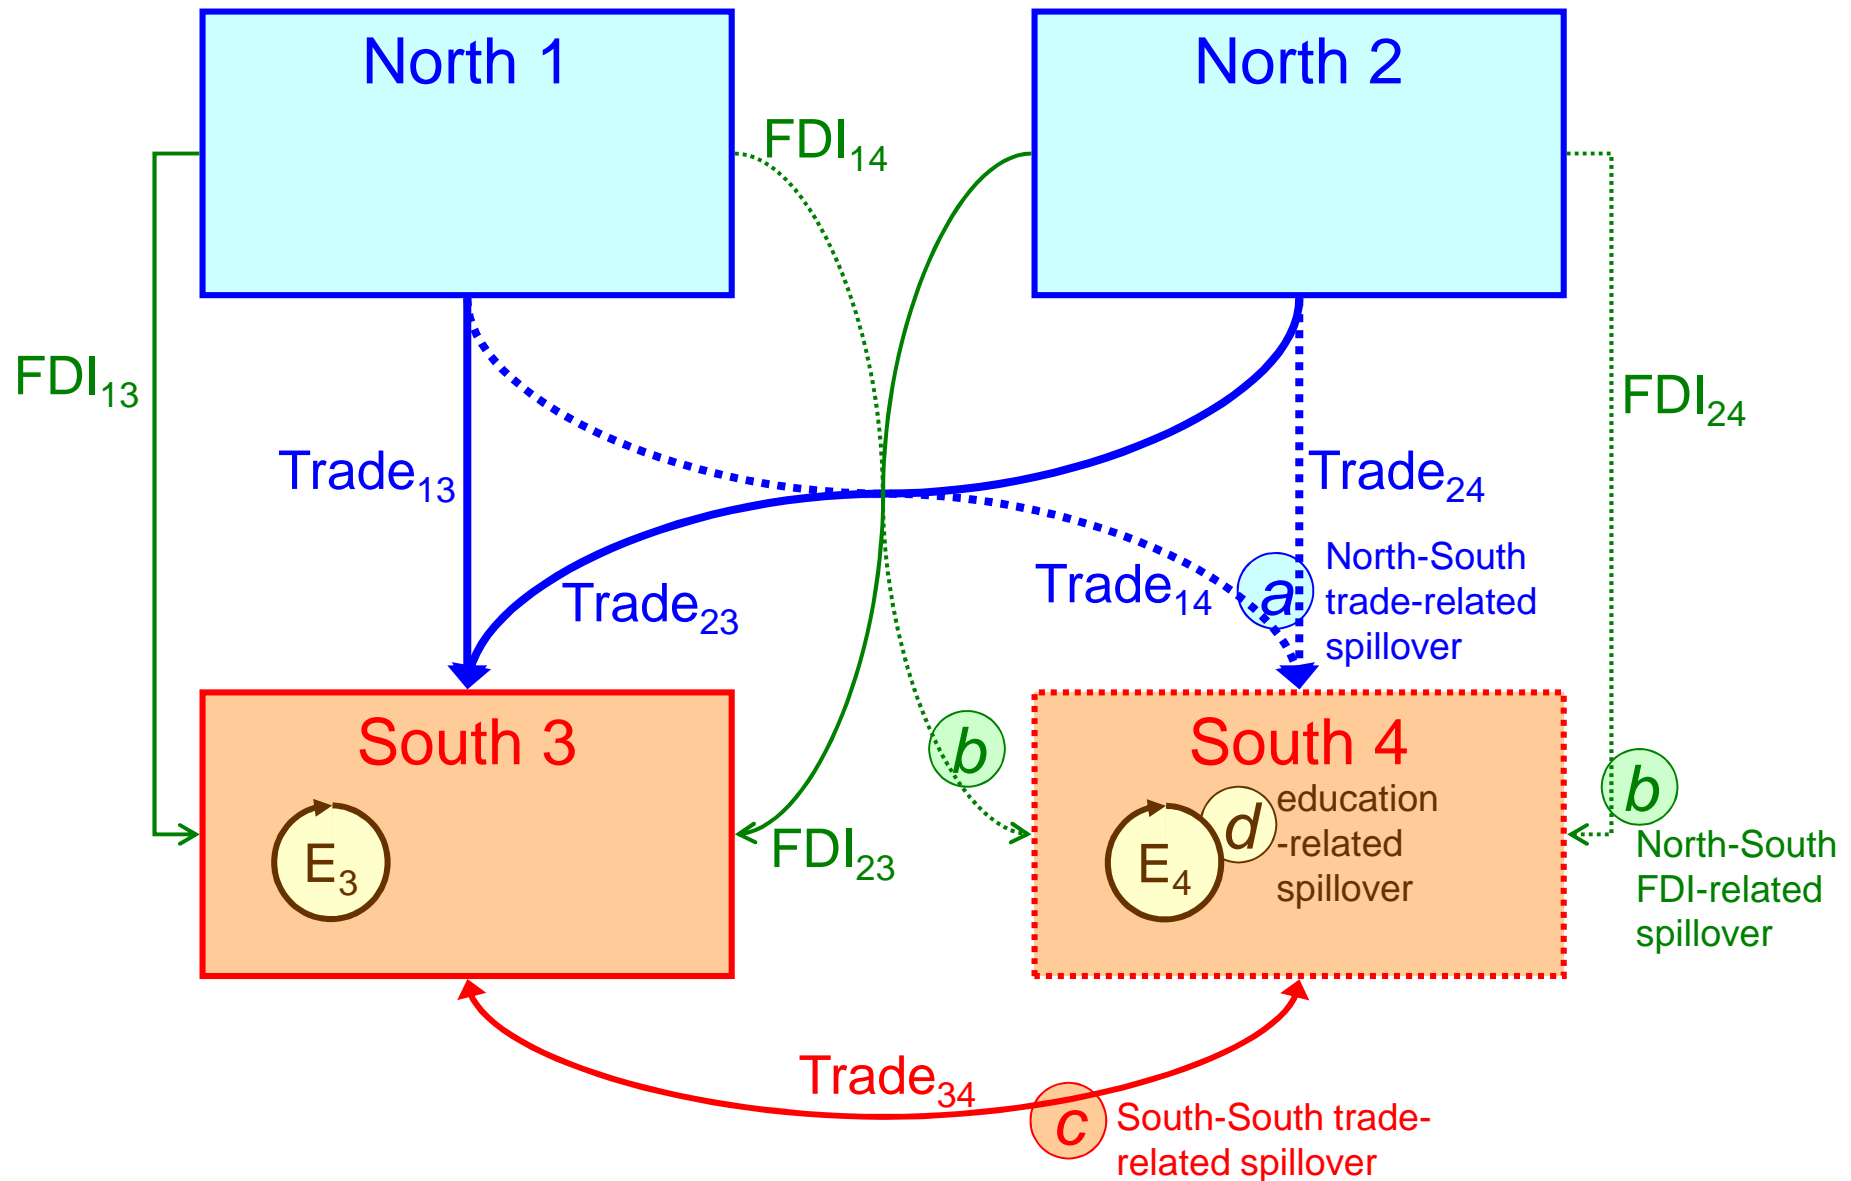 North 1
North 2
FDI₁₄
FDI₁₃
FDI₂₄
Trade₁₃
Trade₂₄
Trade₂₃
Trade₁₄
a
North-South
trade-related
spillover
South 3
South 4
b
b
E₃
E₄
d
education
-related
spillover
FDI₂₃
North-South
FDI-related
spillover
Trade₃₄
c
South-South trade-
related spillover